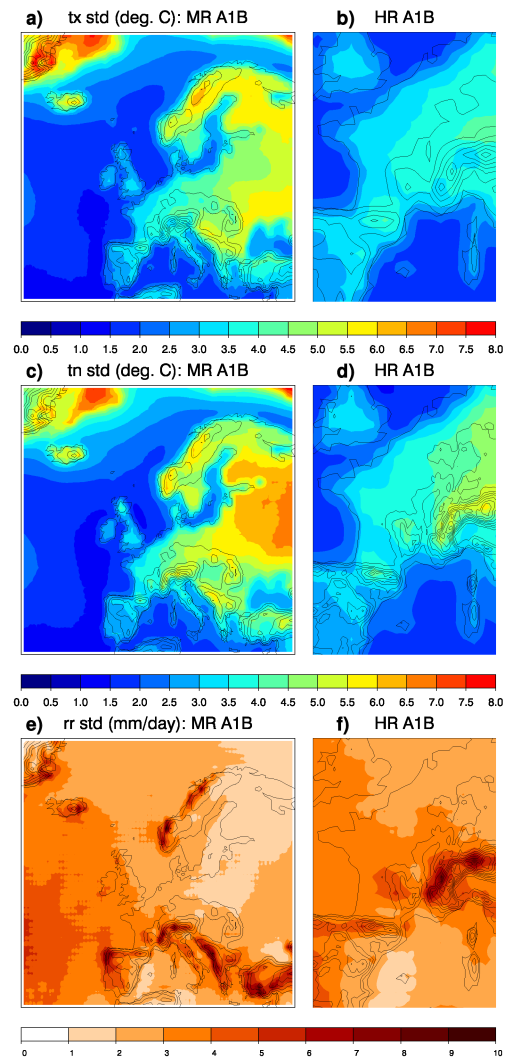 a) tx std (deg. C): MR A1B b) HR A1B
0.0 0.5 1.0 1.5 2.0 2.5 3.0 3.5 4.0 4.5 5.0 5.5 6.0 6.5 7.0 7.5 8.0
c) tn std (deg. C): MR A1B d) HR A1B
0.0 0.5 1.0 1.5 2.0 2.5 3.0 3.5 4.0 4.5 5.0 5.5 6.0 6.5 7.0 7.5 8.0
e) rr std (mm/day): MR A1B f) HR A1B
0 1 2 3 4 5 6 7 8 9 10